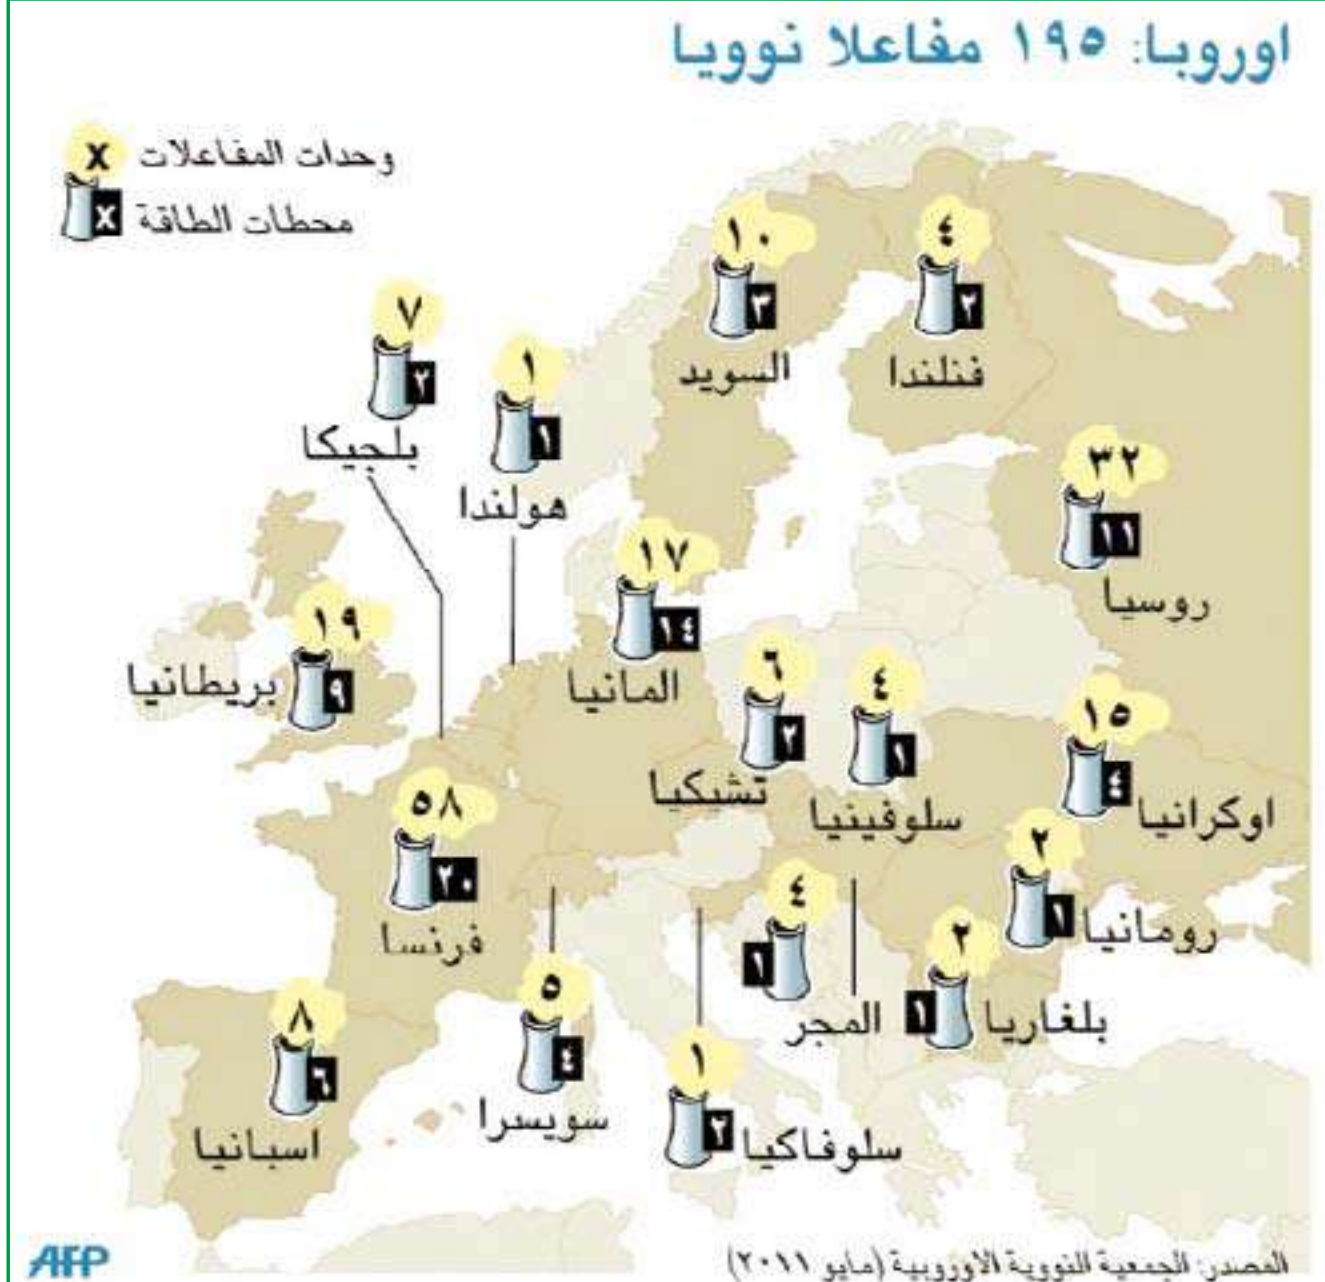 اوروبا: ١٩٥ مفاعلا نوويا
x وحدات المفاعلات
x محطات الطاقة
١٠
٣
السويد
٤
٢
فنلندا
٧
٢
بلجيكا
١
١
هولندا
٣٢
١١
روسيا
١٧
١٤
المانيا
١٩
٩
بريطانيا
٦
٢
تشيكيا
٤
١
سلوفينيا
١٥
٤
اوكرانيا
٥٨
٢٠
فرنسا
٢
١
رومانيا
٤
١
المجر
٢
١
بلغاريا
٥
٤
سويسرا
٨
٦
اسبانيا
١
٢
سلوفاكيا
المصدر: الجمعية النووية الاوروبية (مايو ٢٠١١)
AFP